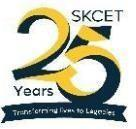 SKCET
25
Years
Transforming lives to Legacies